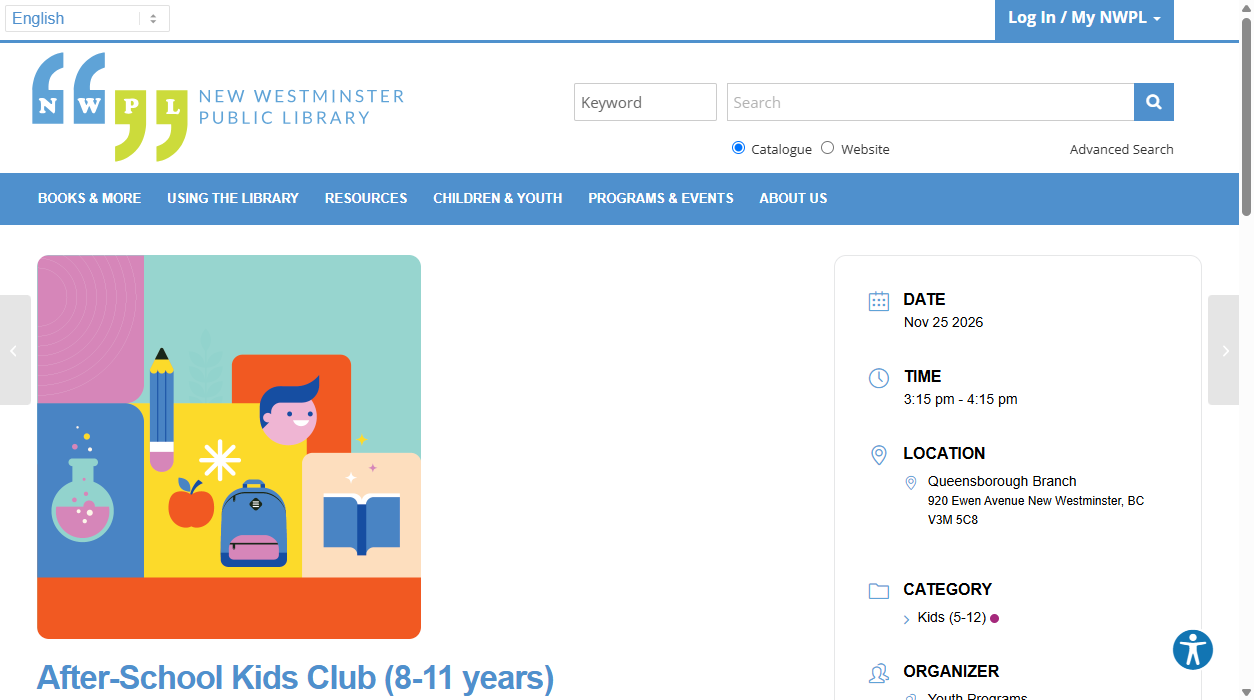 English
Log In / My NWPL
N W P L
NEW WESTMINSTER
PUBLIC LIBRARY
Keyword
Search
Catalogue
Website
Advanced Search
BOOKS & MORE
USING THE LIBRARY
RESOURCES
CHILDREN & YOUTH
PROGRAMS & EVENTS
ABOUT US
DATE
Nov 25 2026
TIME
3:15 pm - 4:15 pm
LOCATION
Queensborough Branch
920 Ewen Avenue New Westminster, BC
V3M 5C8
CATEGORY
Kids (5-12)
ORGANIZER
Youth Programs
After-School Kids Club (8-11 years)